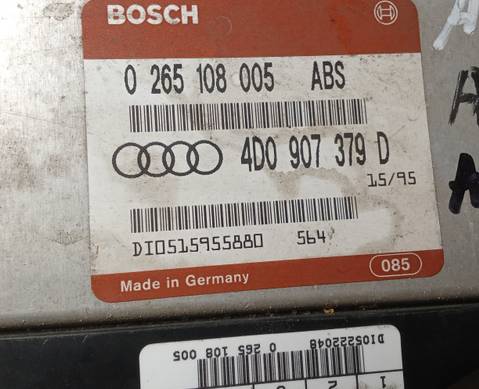 BOSCH
0 265 108 005 ABS
4D0 907 379 D
15/95
DI0515955880 564
Made in Germany
085
DI05222048
0 265 108 005